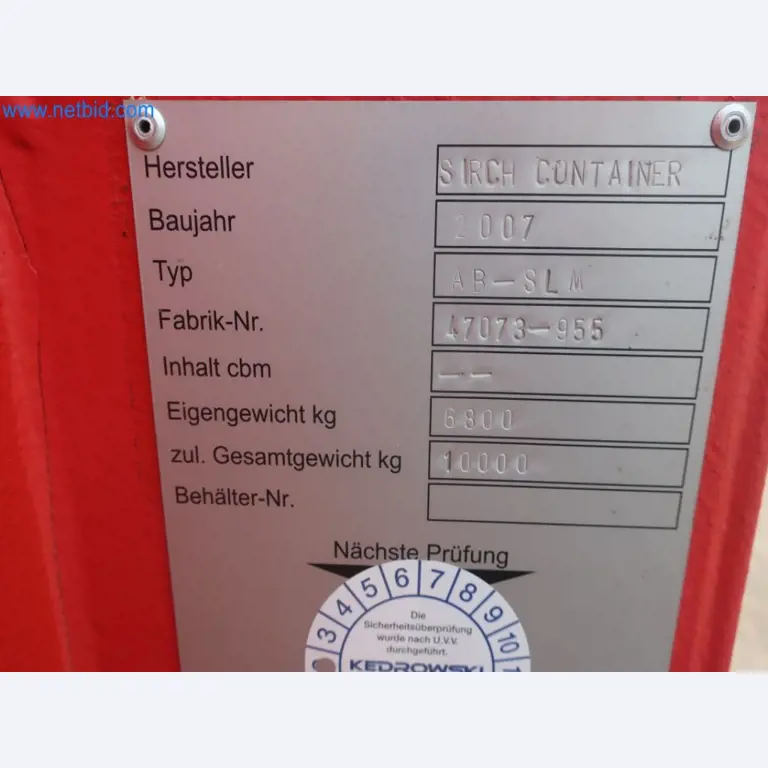 www.netbid.com
Hersteller SIRCH CONTAINER
Baujahr 2007
Typ AB-SLM
Fabrik-Nr. 47073-955
Inhalt cbm --
Eigengewicht kg 6800
zul. Gesamtgewicht kg 10000
Behälter-Nr.
Nächste Prüfung
3 4 5 6 7 8 9 10
Die
Sicherheitsüberprüfung
wurde nach U.V.V.
durchgeführt.
KEDROWSKI